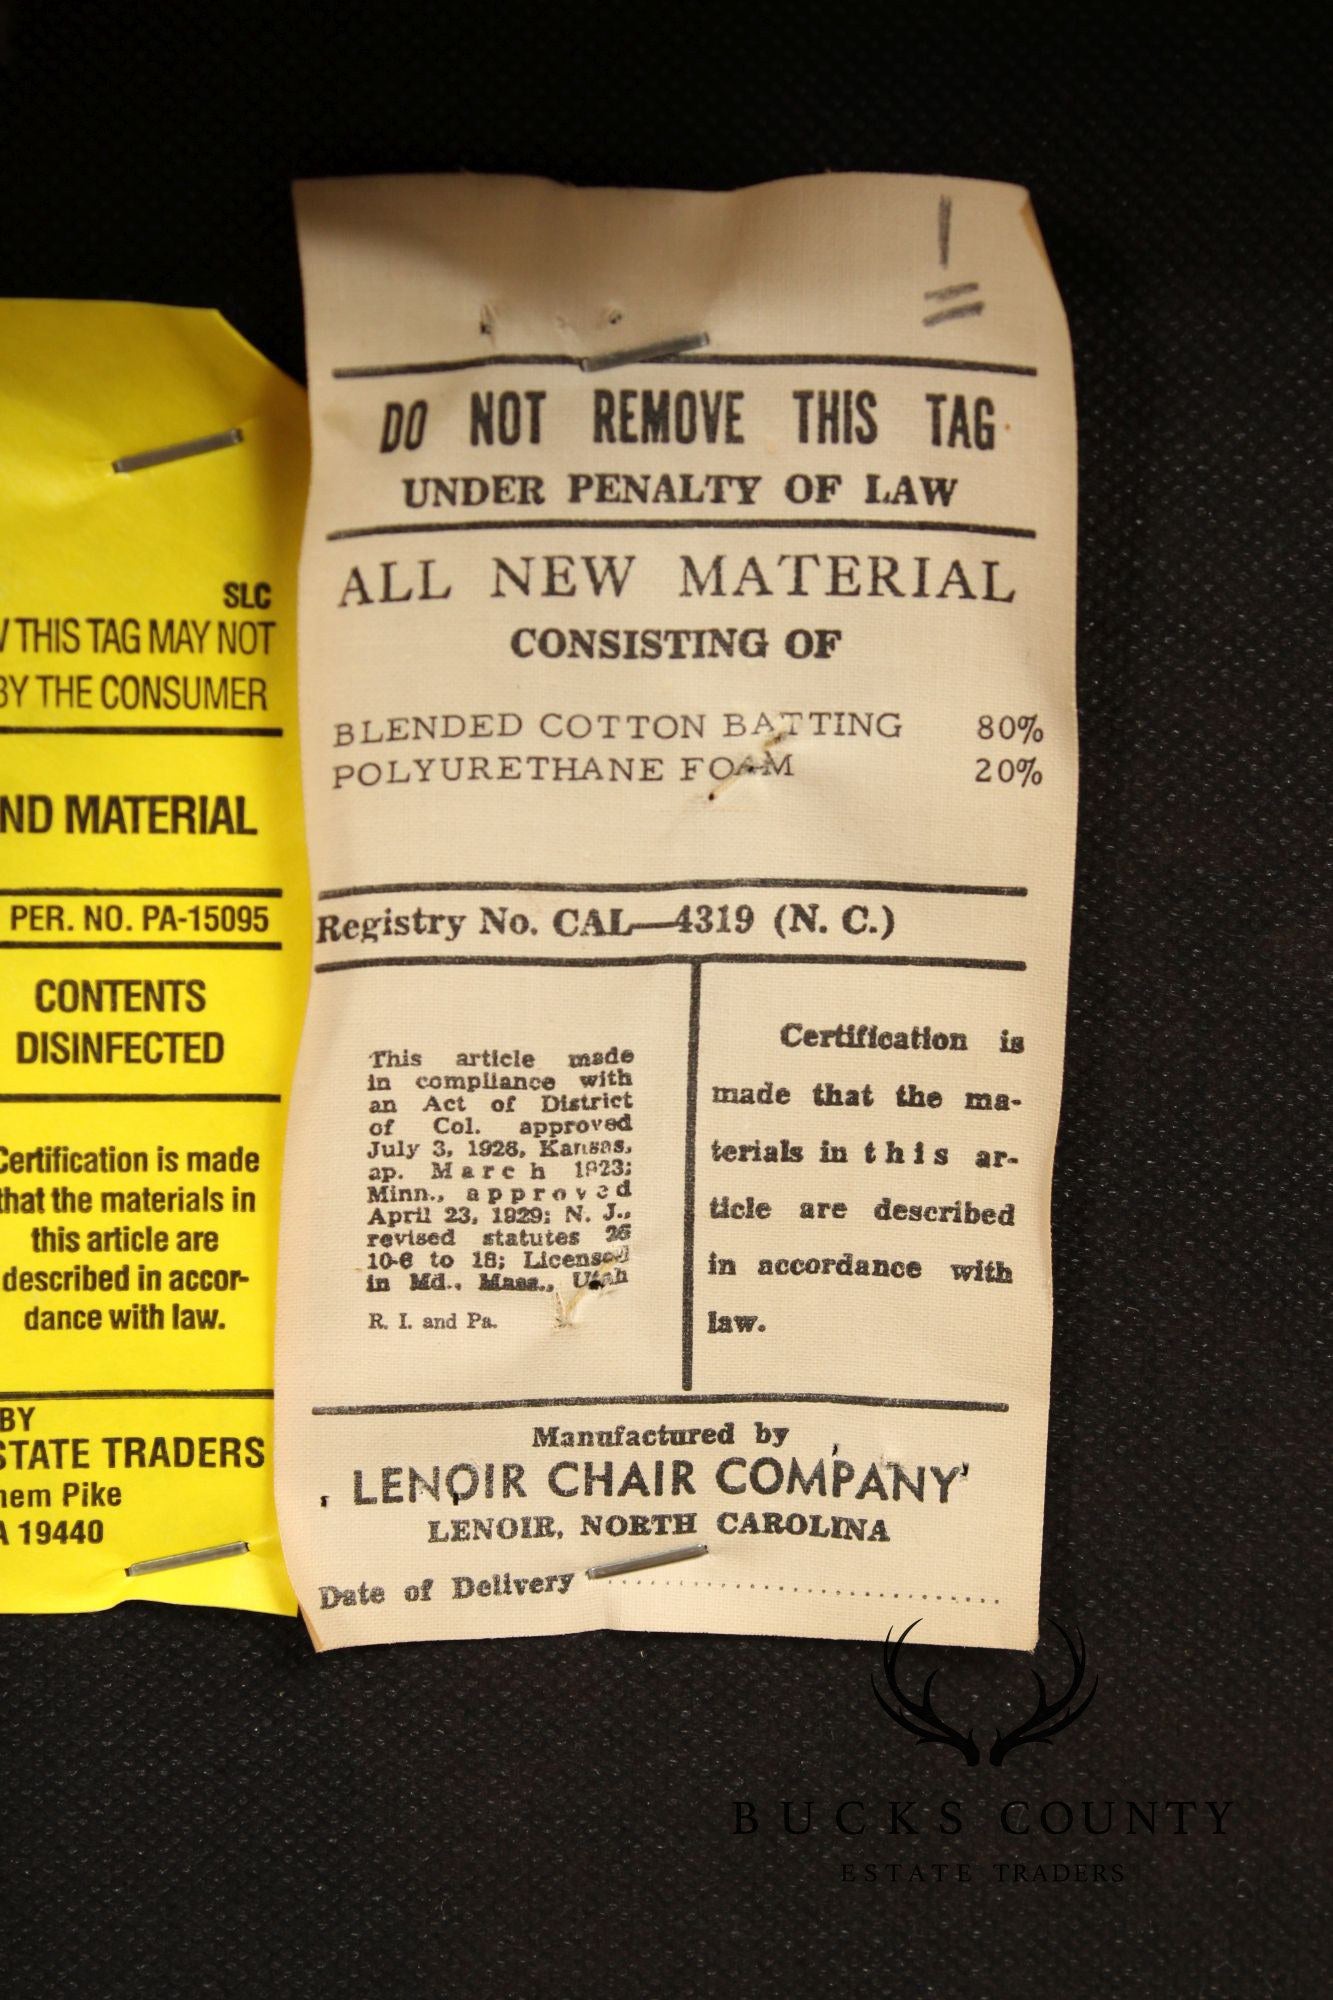 SLC
THIS TAG MAY NOT
BY THE CONSUMER
ND MATERIAL
PER. NO. PA-15095
CONTENTS
DISINFECTED
Certification is made
that the materials in
this article are
described in accor-
dance with law.
BY
STATE TRADERS
hem Pike
A 19440
DO NOT REMOVE THIS TAG
UNDER PENALTY OF LAW
ALL NEW MATERIAL
CONSISTING OF
BLENDED COTTON BATTING 80%
POLYURETHANE FOAM 20%
Registry No. CAL—4319 (N. C.)
This article made
in compliance with
an Act of District
of Col. approved
July 3, 1926, Kansas,
ap. March 1923;
Minn., approved
April 23, 1929; N. J.,
revised statutes 26
10-6 to 18; Licensed
in Md., Mass., Utah
R. I. and Pa.
Certification is
made that the ma-
terials in this ar-
ticle are described
in accordance with
law.
Manufactured by
LENOIR CHAIR COMPANY
LENOIR, NORTH CAROLINA
Date of Delivery
BUCKS COUNTY
ESTATE TRADERS